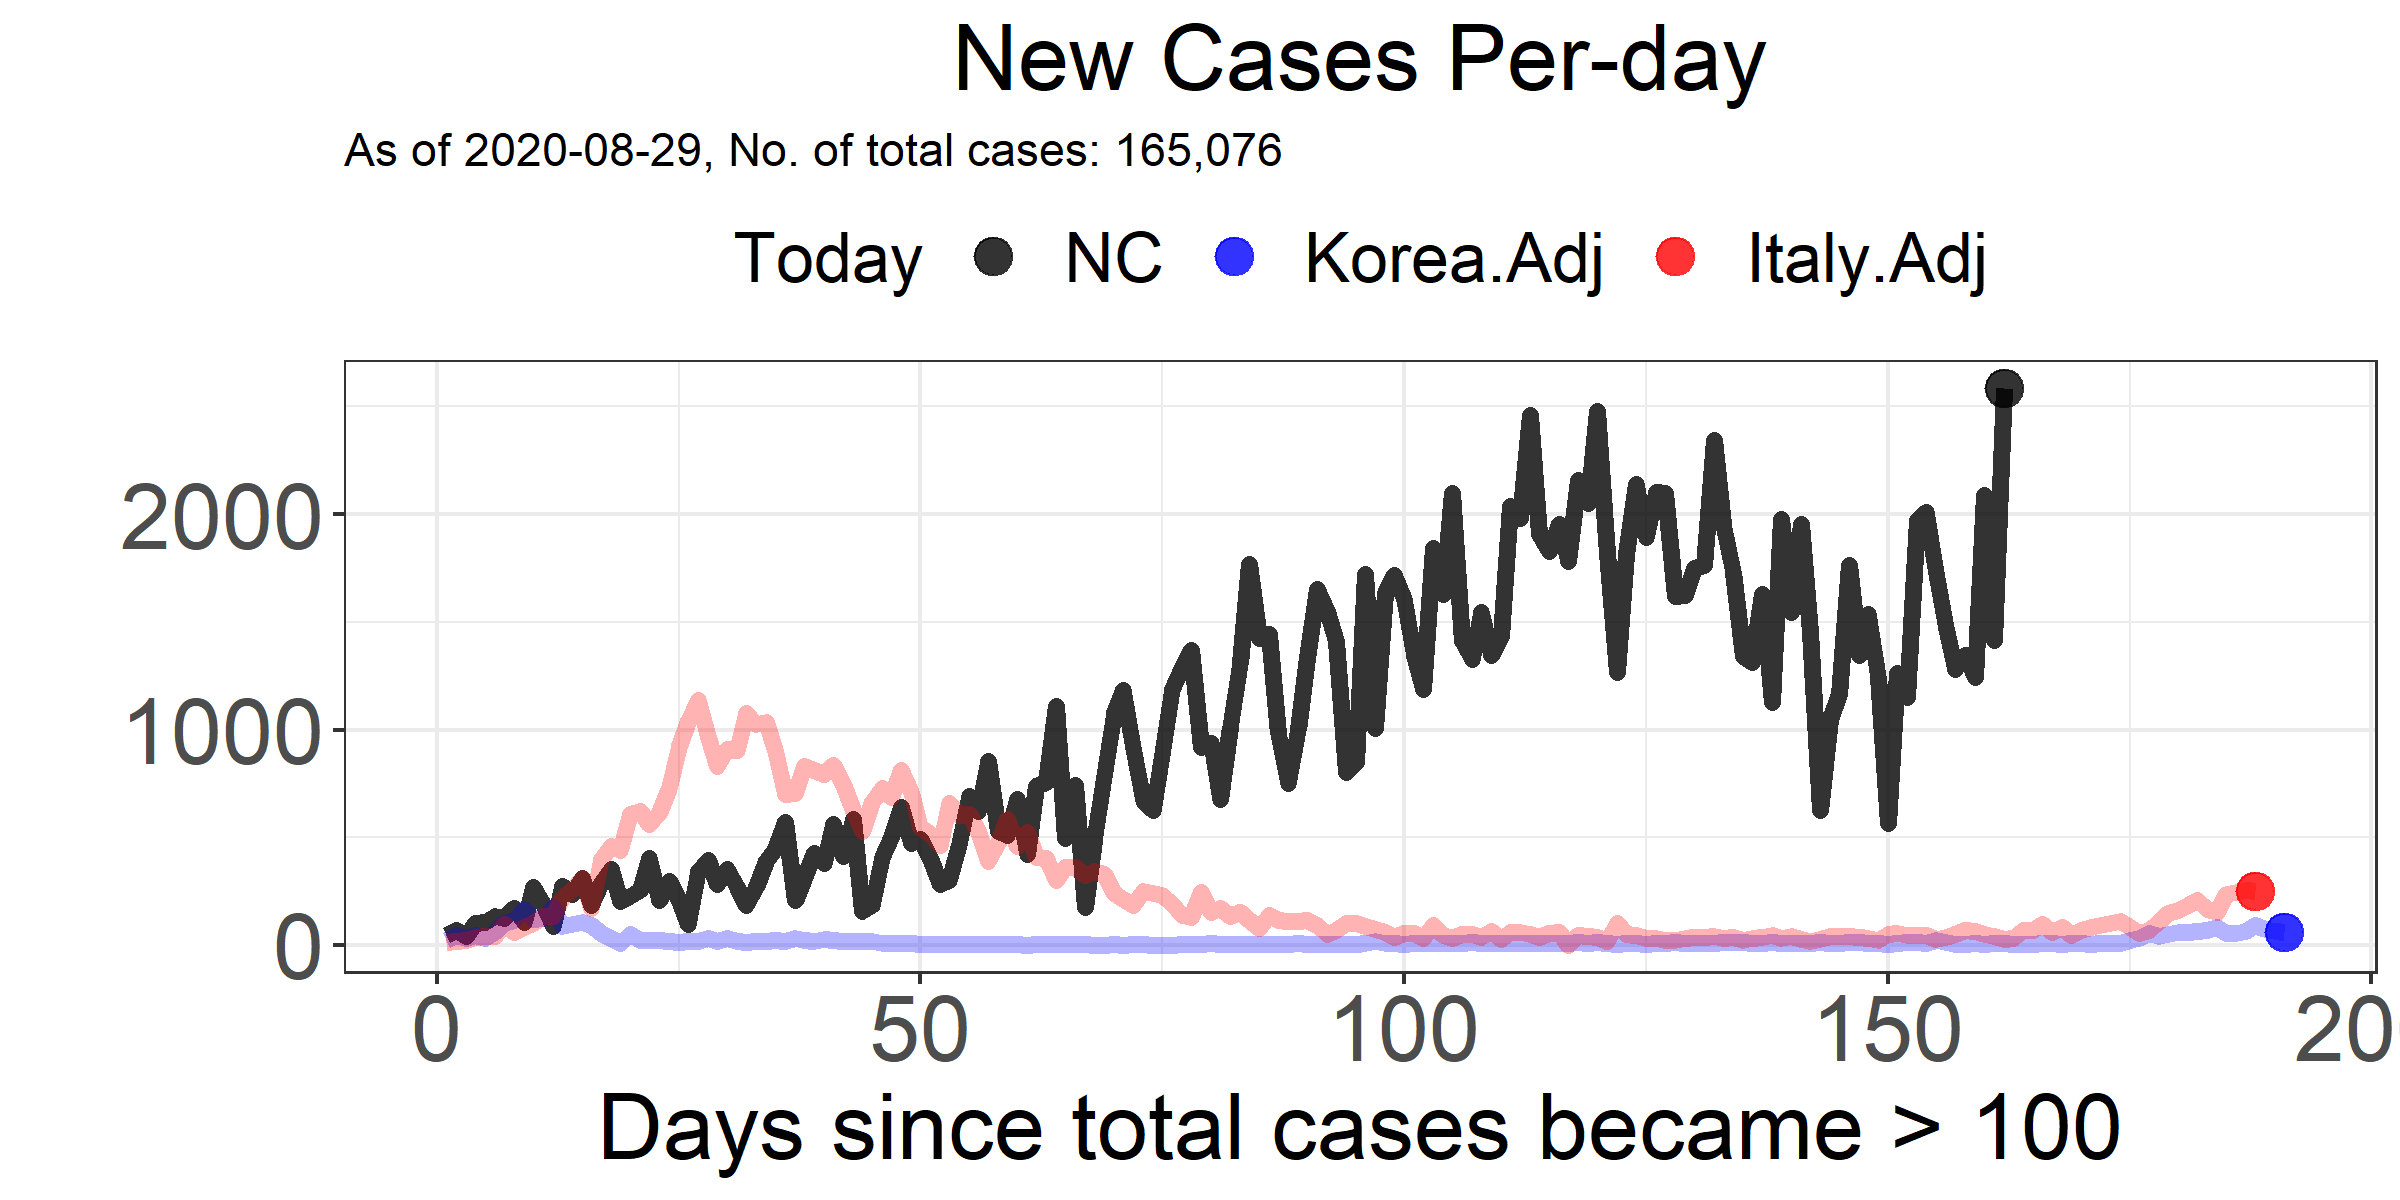 New Cases Per-day
As of 2020-08-29, No. of total cases: 165,076
Today NC Korea.Adj Italy.Adj
2000
1000
0
0 50 100 150 20
Days since total cases became > 100